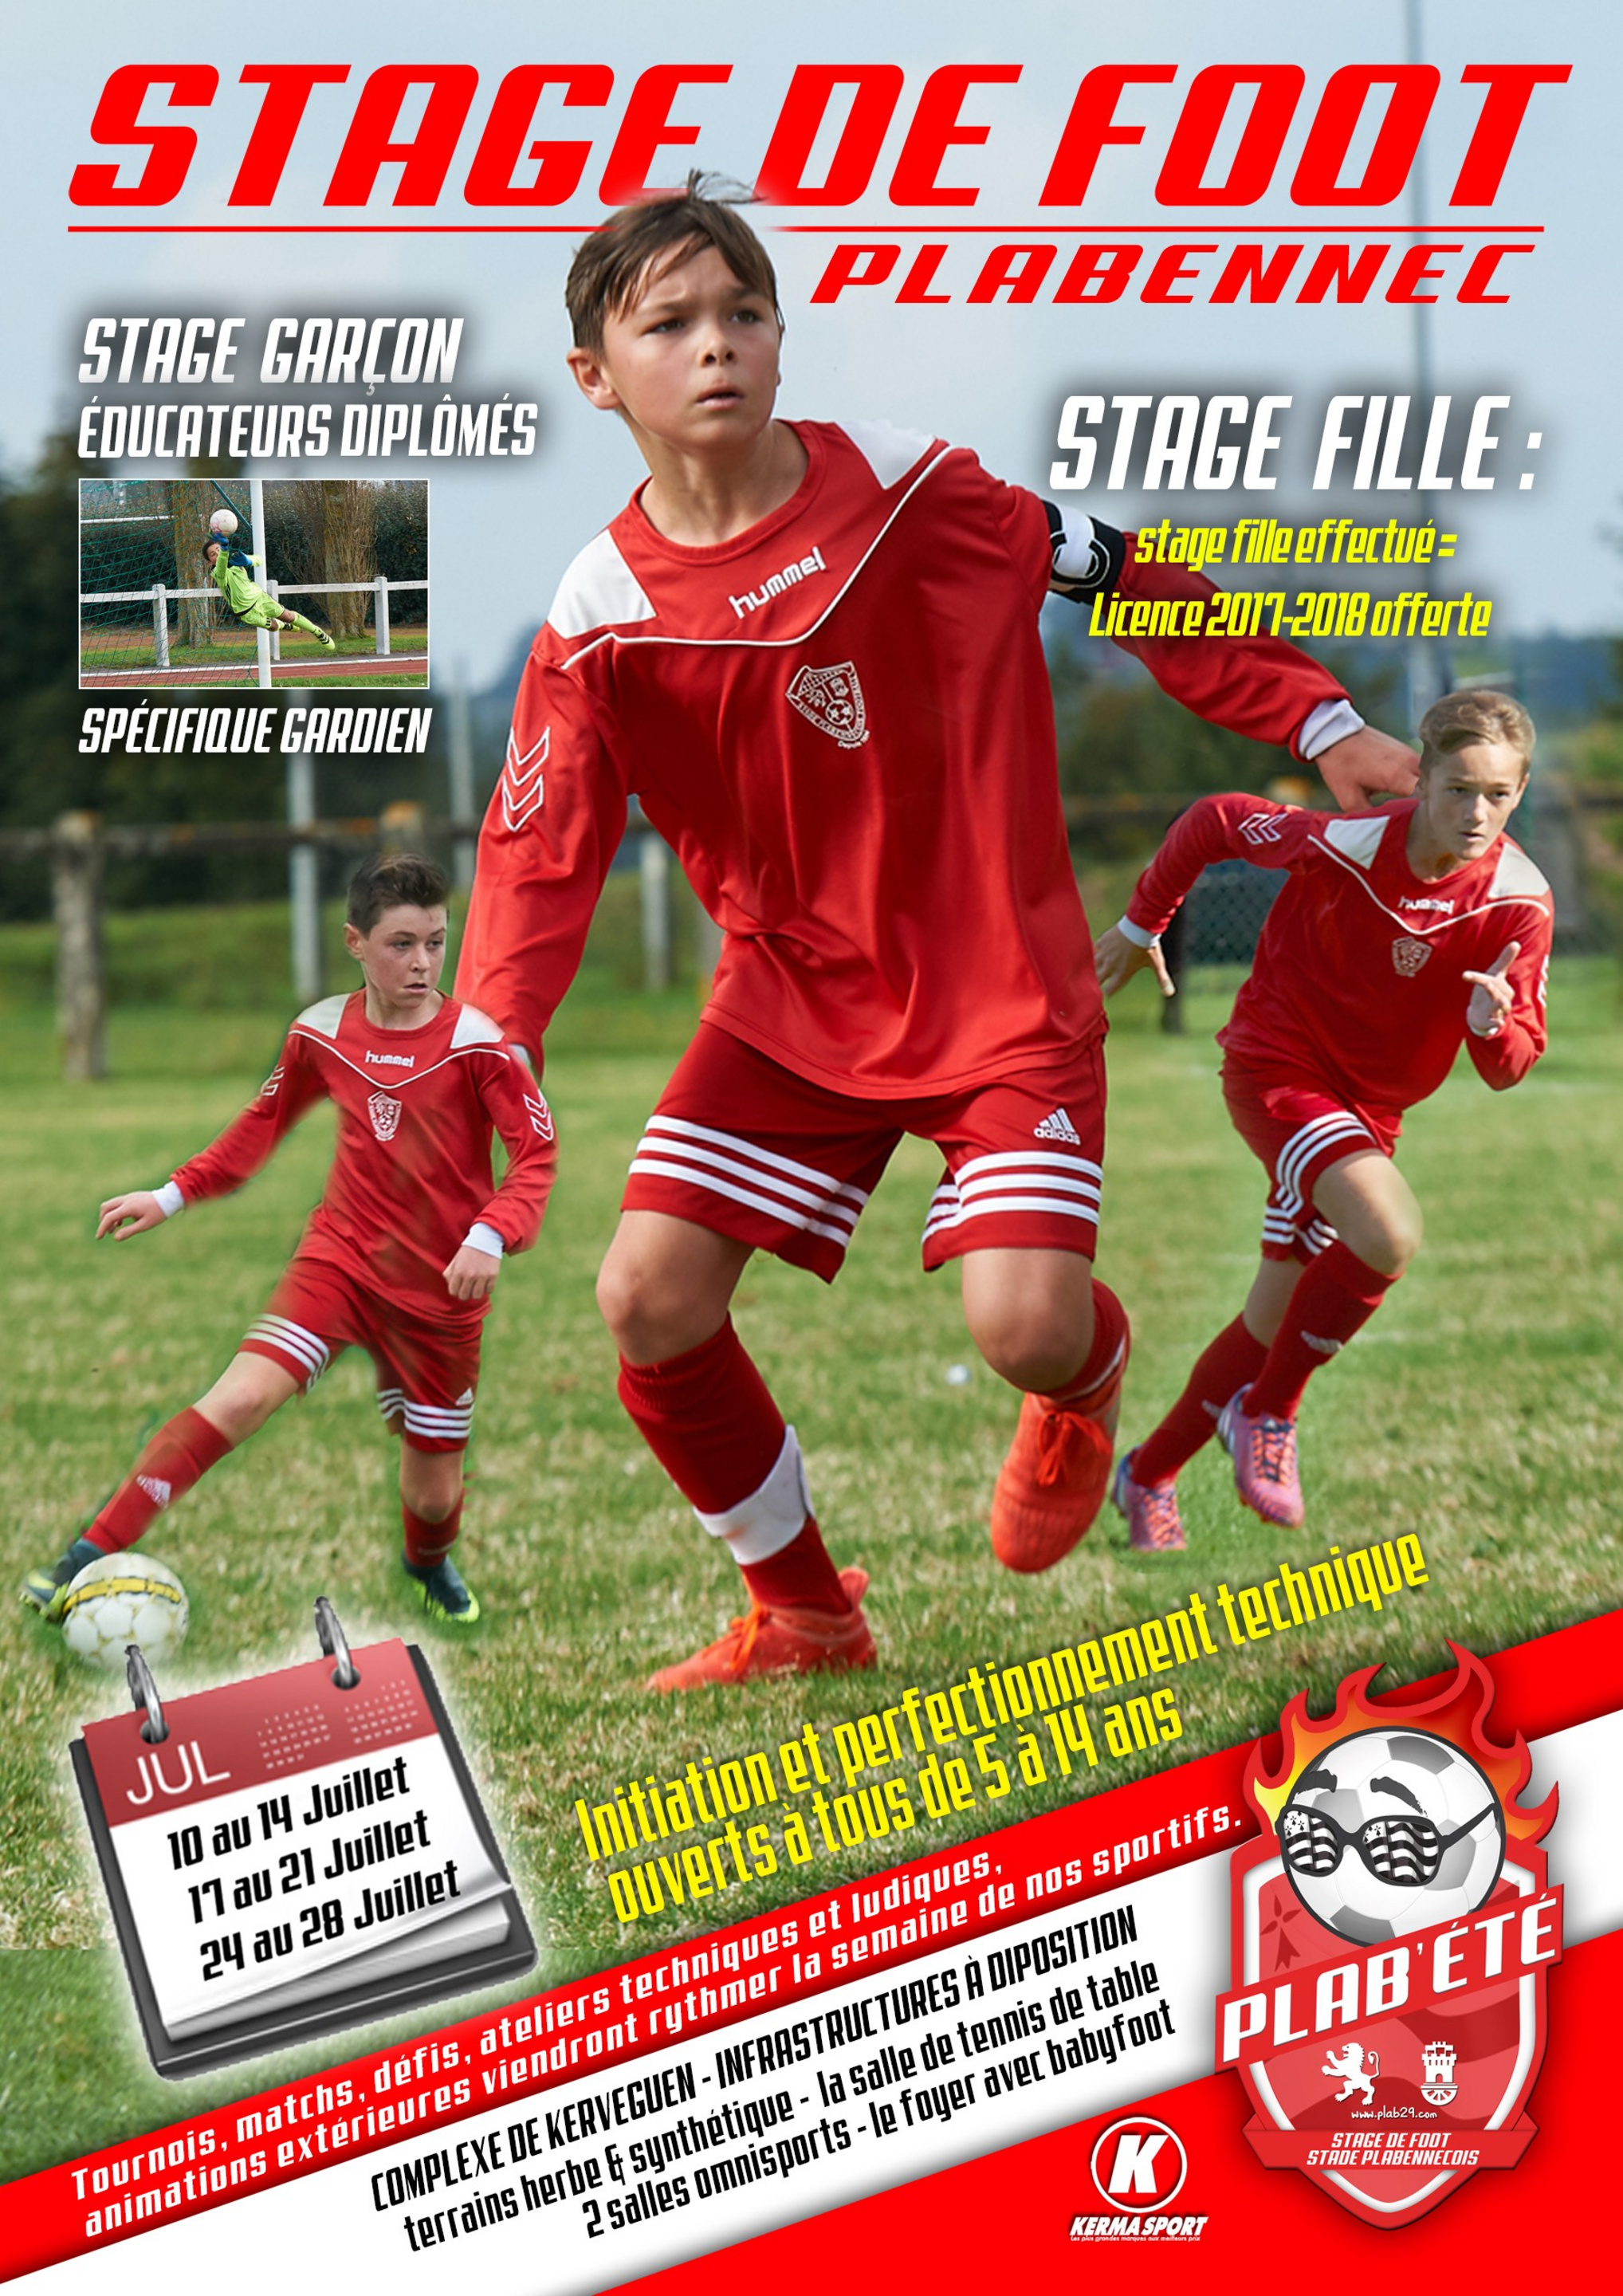 STAGE DE FOOT
PLABENNEC
STAGE GARÇON
ÉDUCATEURS DIPLÔMÉS
SPÉCIFIQUE GARDIEN
STAGE FILLE :
stage fille effectué =
Licence 2017-2018 offerte
hummel
adidas
hummel
hummel
JUL
10 au 14 Juillet
17 au 21 Juillet
24 au 28 Juillet
Initiation et perfectionnement technique
ouverts à tous de 5 à 14 ans
Tournois, matchs, défis, ateliers techniques et ludiques,
animations extérieures viendront rythmer la semaine de nos sportifs.
COMPLEXE DE KERVEGUEN - INFRASTRUCTURES À DIPOSITION
terrains herbe & synthétique - la salle de tennis de table
2 salles omnisports - le foyer avec babyfoot
PLAB'ÉTÉ
www.plab29.com
STAGE DE FOOT
STADE PLABENNECOIS
K
KERMA SPORT
Les plus grandes marques aux meilleurs prix